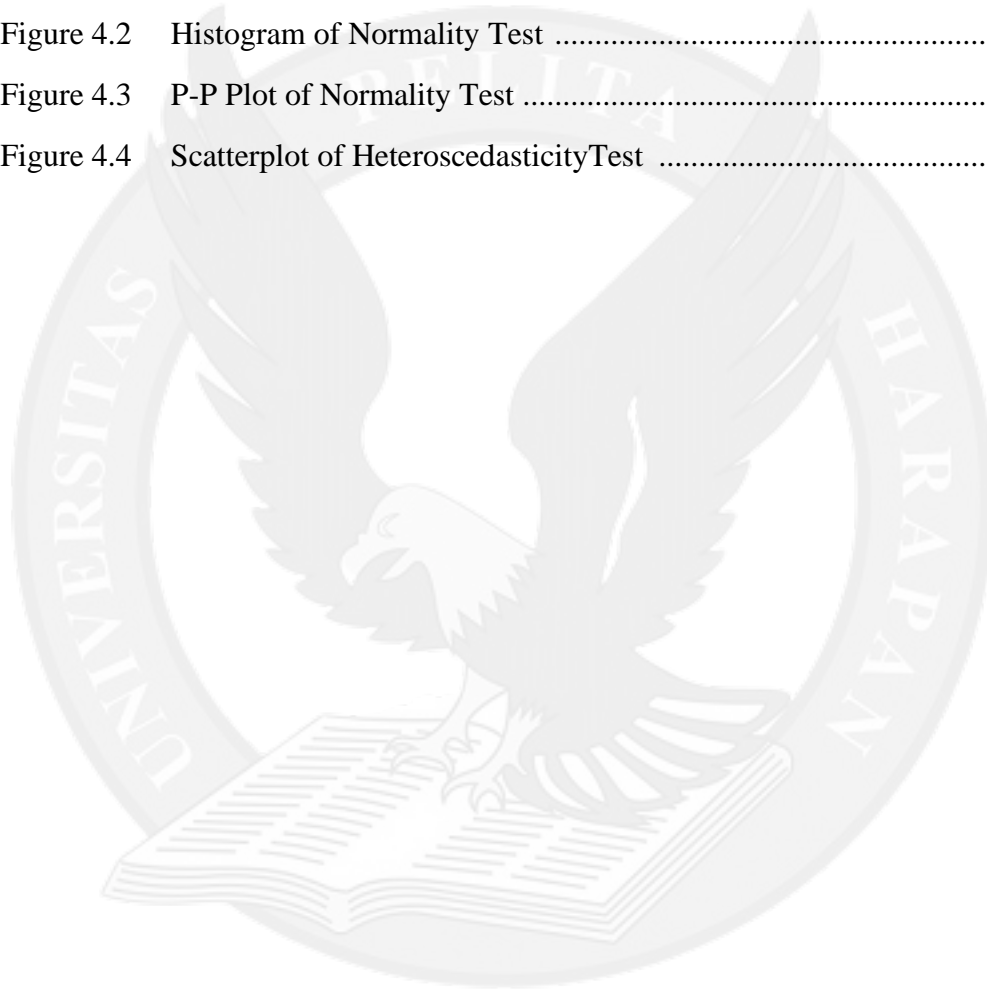 Figure 4.2 Histogram of Normality Test ......................................................
Figure 4.3 P-P Plot of Normality Test ..........................................................
Figure 4.4 Scatterplot of HeteroscedasticityTest .........................................
UNIVERSITAS PELITA HARAPAN